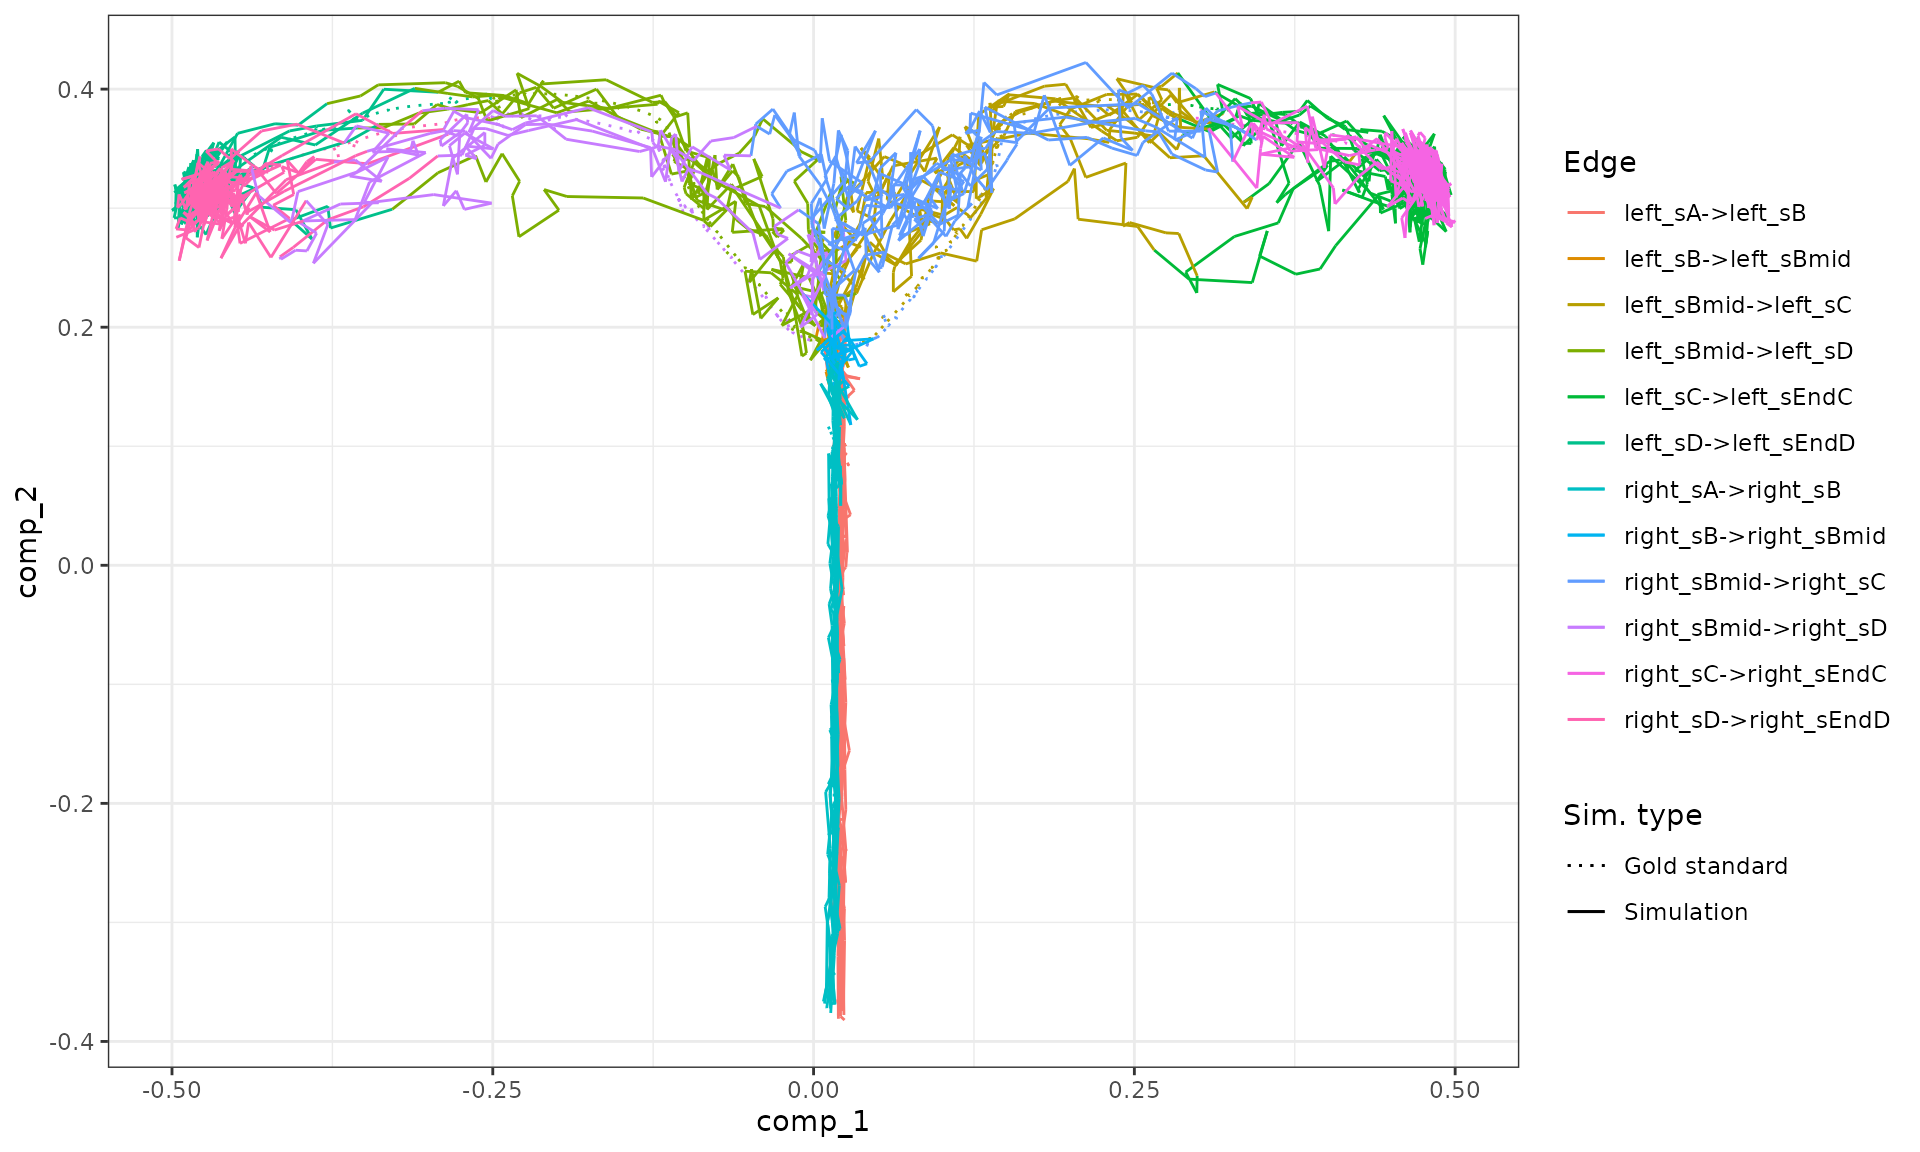 0.4
0.2
0.0
-0.2
-0.4
comp_2
-0.50
-0.25
0.00
0.25
0.50
comp_1
Edge
left_sA->left_sB
left_sB->left_sBmid
left_sBmid->left_sC
left_sBmid->left_sD
left_sC->left_sEndC
left_sD->left_sEndD
right_sA->right_sB
right_sB->right_sBmid
right_sBmid->right_sC
right_sBmid->right_sD
right_sC->right_sEndC
right_sD->right_sEndD
Sim. type
Gold standard
Simulation